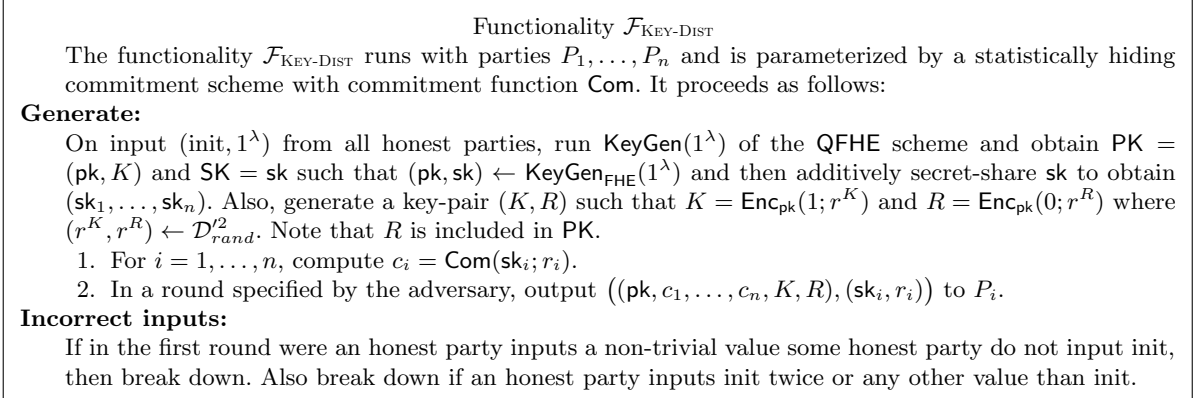 Functionality 𝓕KEY-DIST
The functionality 𝓕KEY-DIST runs with parties P₁, …, Pₙ and is parameterized by a statistically hiding
commitment scheme with commitment function Com. It proceeds as follows:
Generate:
On input (init, 1^λ) from all honest parties, run KeyGen(1^λ) of the QFHE scheme and obtain PK =
(pk, K) and SK = sk such that (pk, sk) ← KeyGen_FHE(1^λ) and then additively secret-share sk to obtain
(sk₁, …, skₙ). Also, generate a key-pair (K, R) such that K = Enc_pk(1; r^K) and R = Enc_pk(0; r^R) where
(r^K, r^R) ← 𝒟′²_rand. Note that R is included in PK.
1. For i = 1, …, n, compute c_i = Com(sk_i; r_i).
2. In a round specified by the adversary, output ((pk, c₁, …, cₙ, K, R), (sk_i, r_i)) to P_i.
Incorrect inputs:
If in the first round were an honest party inputs a non-trivial value some honest party do not input init,
then break down. Also break down if an honest party inputs init twice or any other value than init.